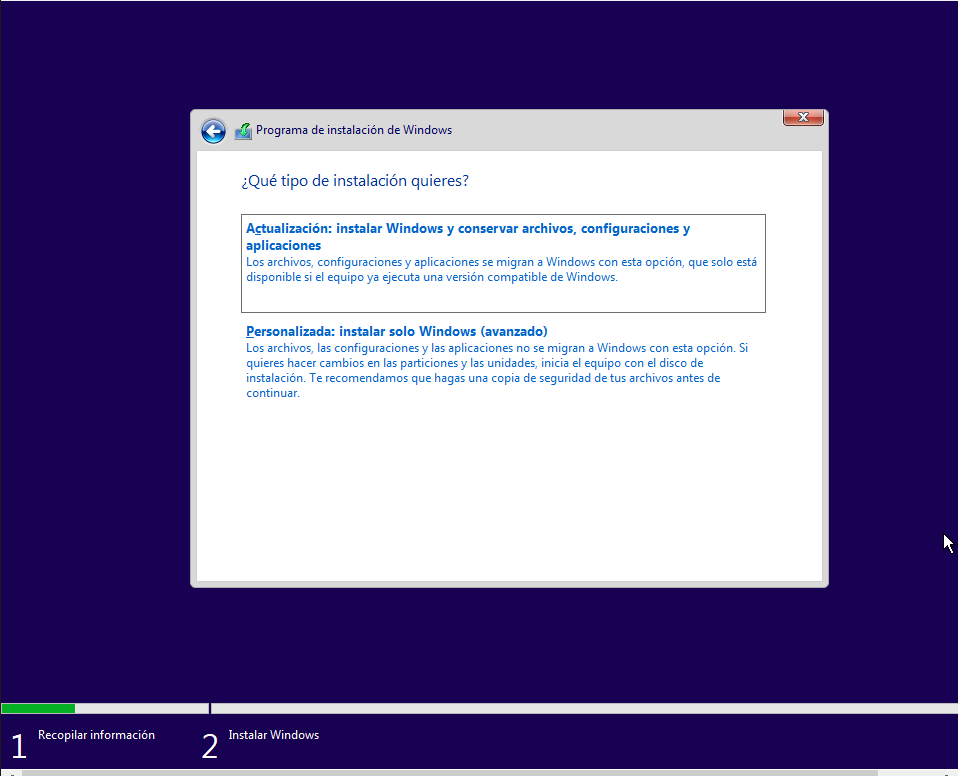 Programa de instalación de Windows
¿Qué tipo de instalación quieres?
Actualización: instalar Windows y conservar archivos, configuraciones y
aplicaciones
Los archivos, configuraciones y aplicaciones se migran a Windows con esta opción, que solo está
disponible si el equipo ya ejecuta una versión compatible de Windows.
Personalizada: instalar solo Windows (avanzado)
Los archivos, las configuraciones y las aplicaciones no se migran a Windows con esta opción. Si
quieres hacer cambios en las particiones y las unidades, inicia el equipo con el disco de
instalación. Te recomendamos que hagas una copia de seguridad de tus archivos antes de
continuar.
1 Recopilar información
2 Instalar Windows